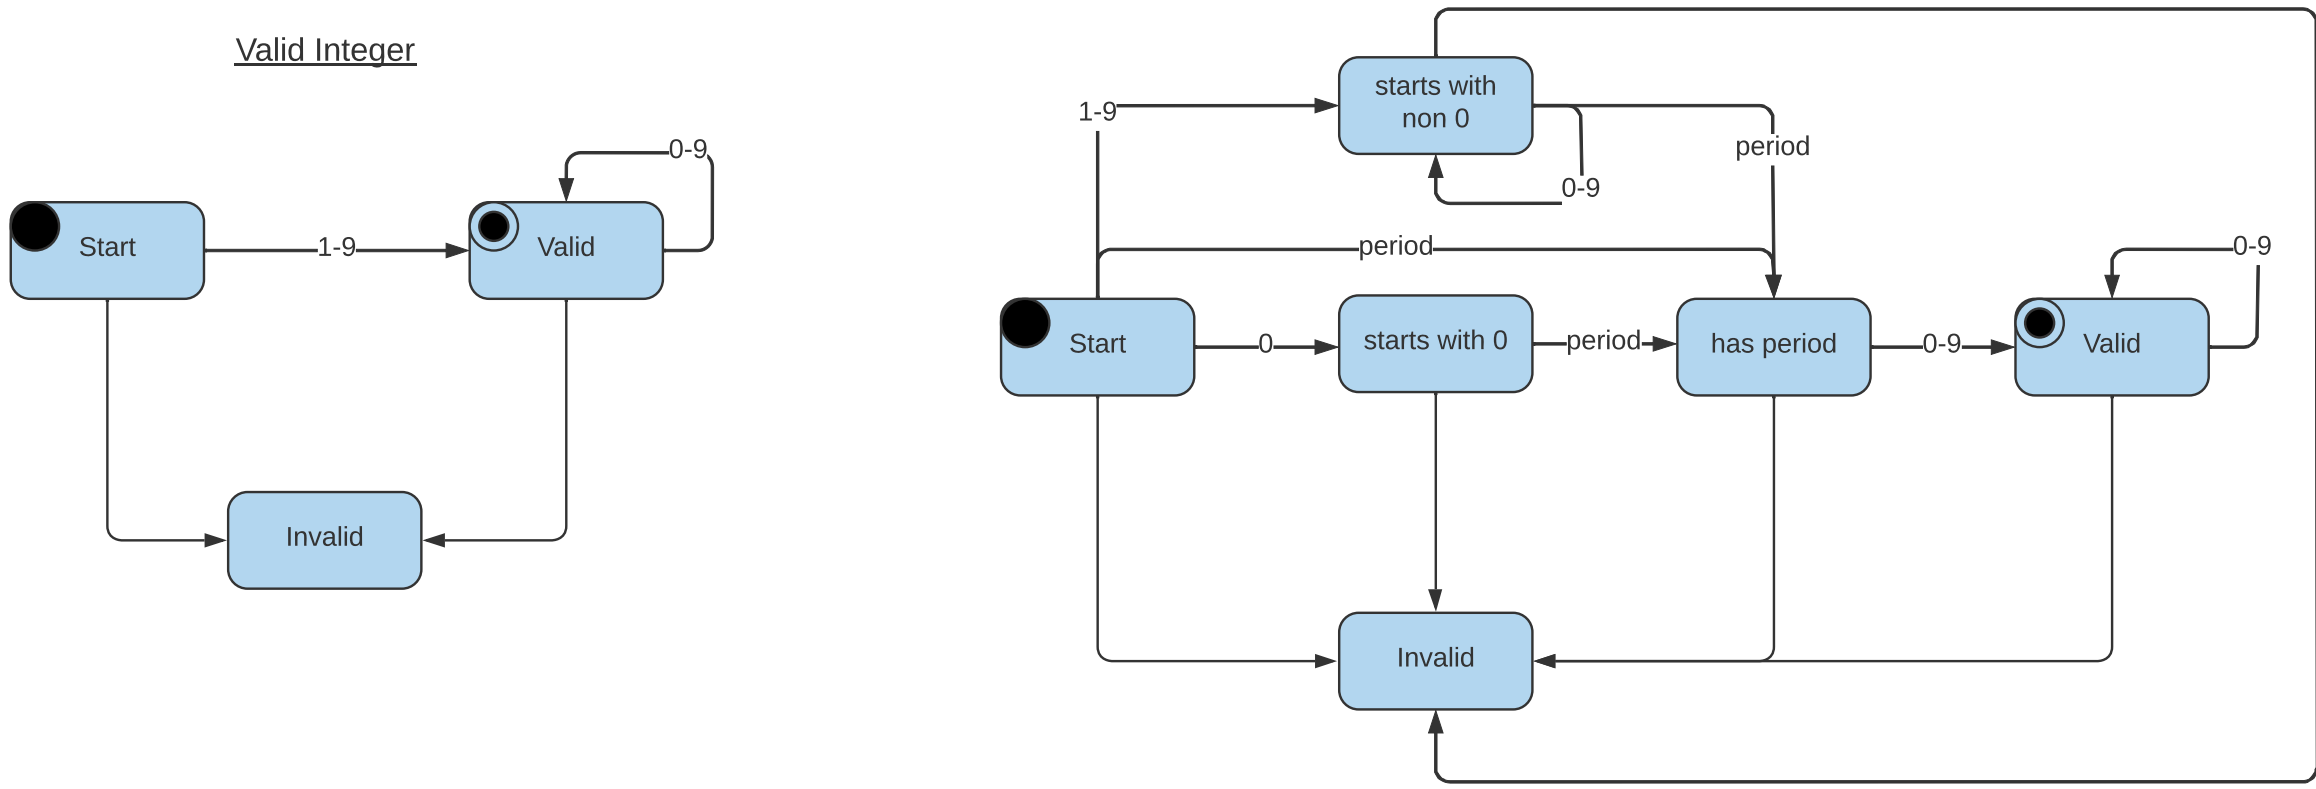 Valid Integer
0-9
Start
1-9
Valid
Invalid
starts with
non 0
1-9
period
0-9
period
0-9
Start
0
starts with 0
period
has period
0-9
Valid
Invalid